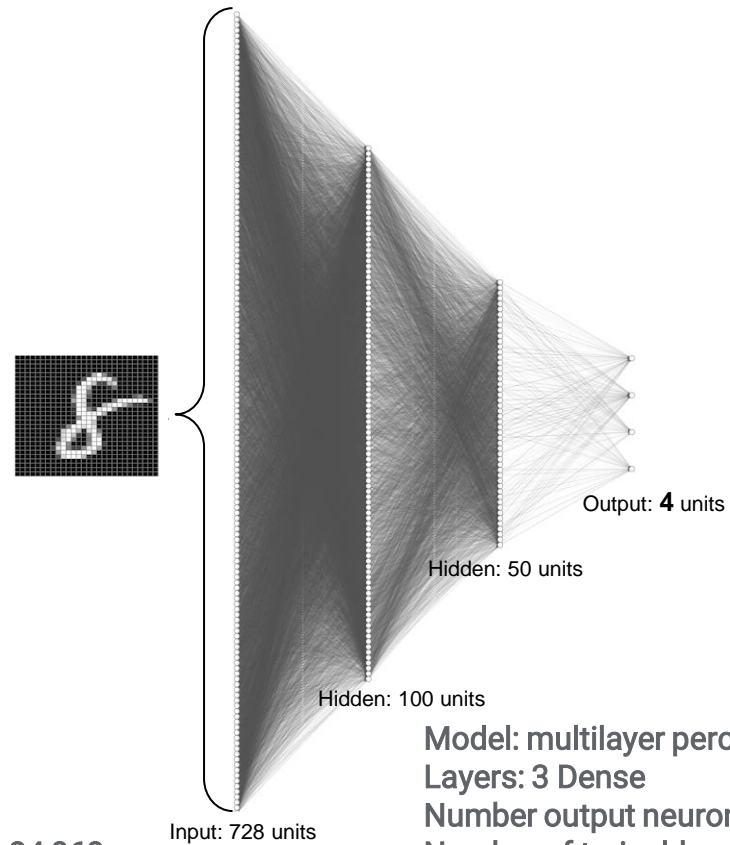 Output: 4 units
Hidden: 50 units
Hidden: 100 units
Input: 728 units
Model: multilayer perc
Layers: 3 Dense
Number output neuron